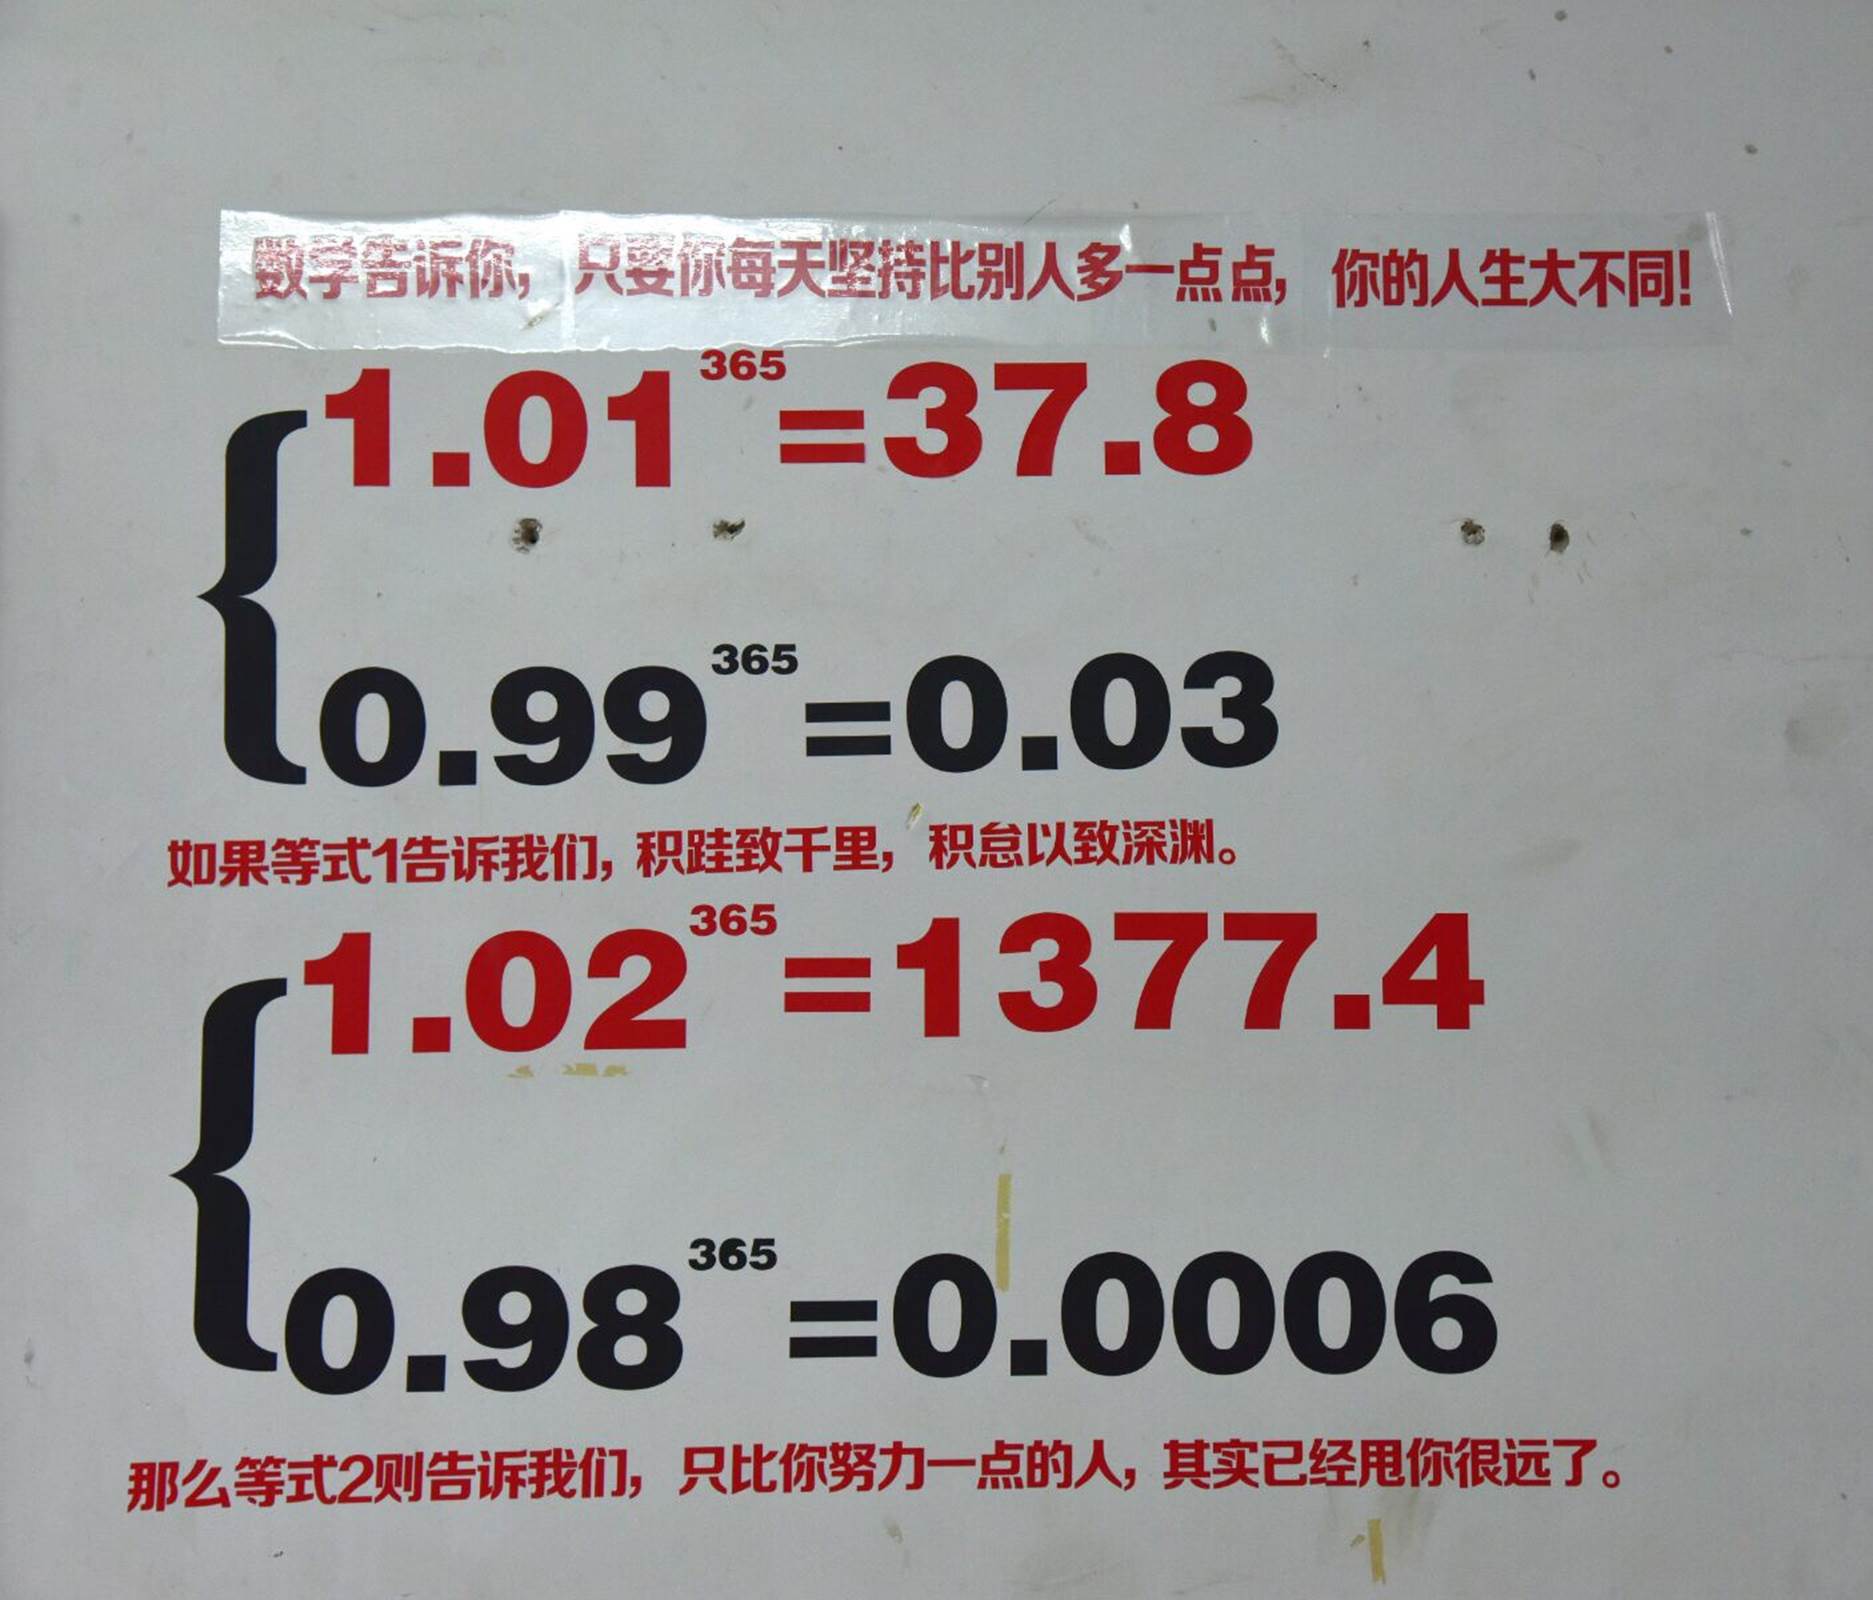 数学告诉你，只要你每天坚持比别人多一点点，你的人生大不同！
1.01³⁶⁵=37.8
0.99³⁶⁵=0.03
如果等式1告诉我们，积跬致千里，积怠以致深渊。
1.02³⁶⁵=1377.4
0.98³⁶⁵=0.0006
那么等式2则告诉我们，只比你努力一点的人，其实已经甩你很远了。